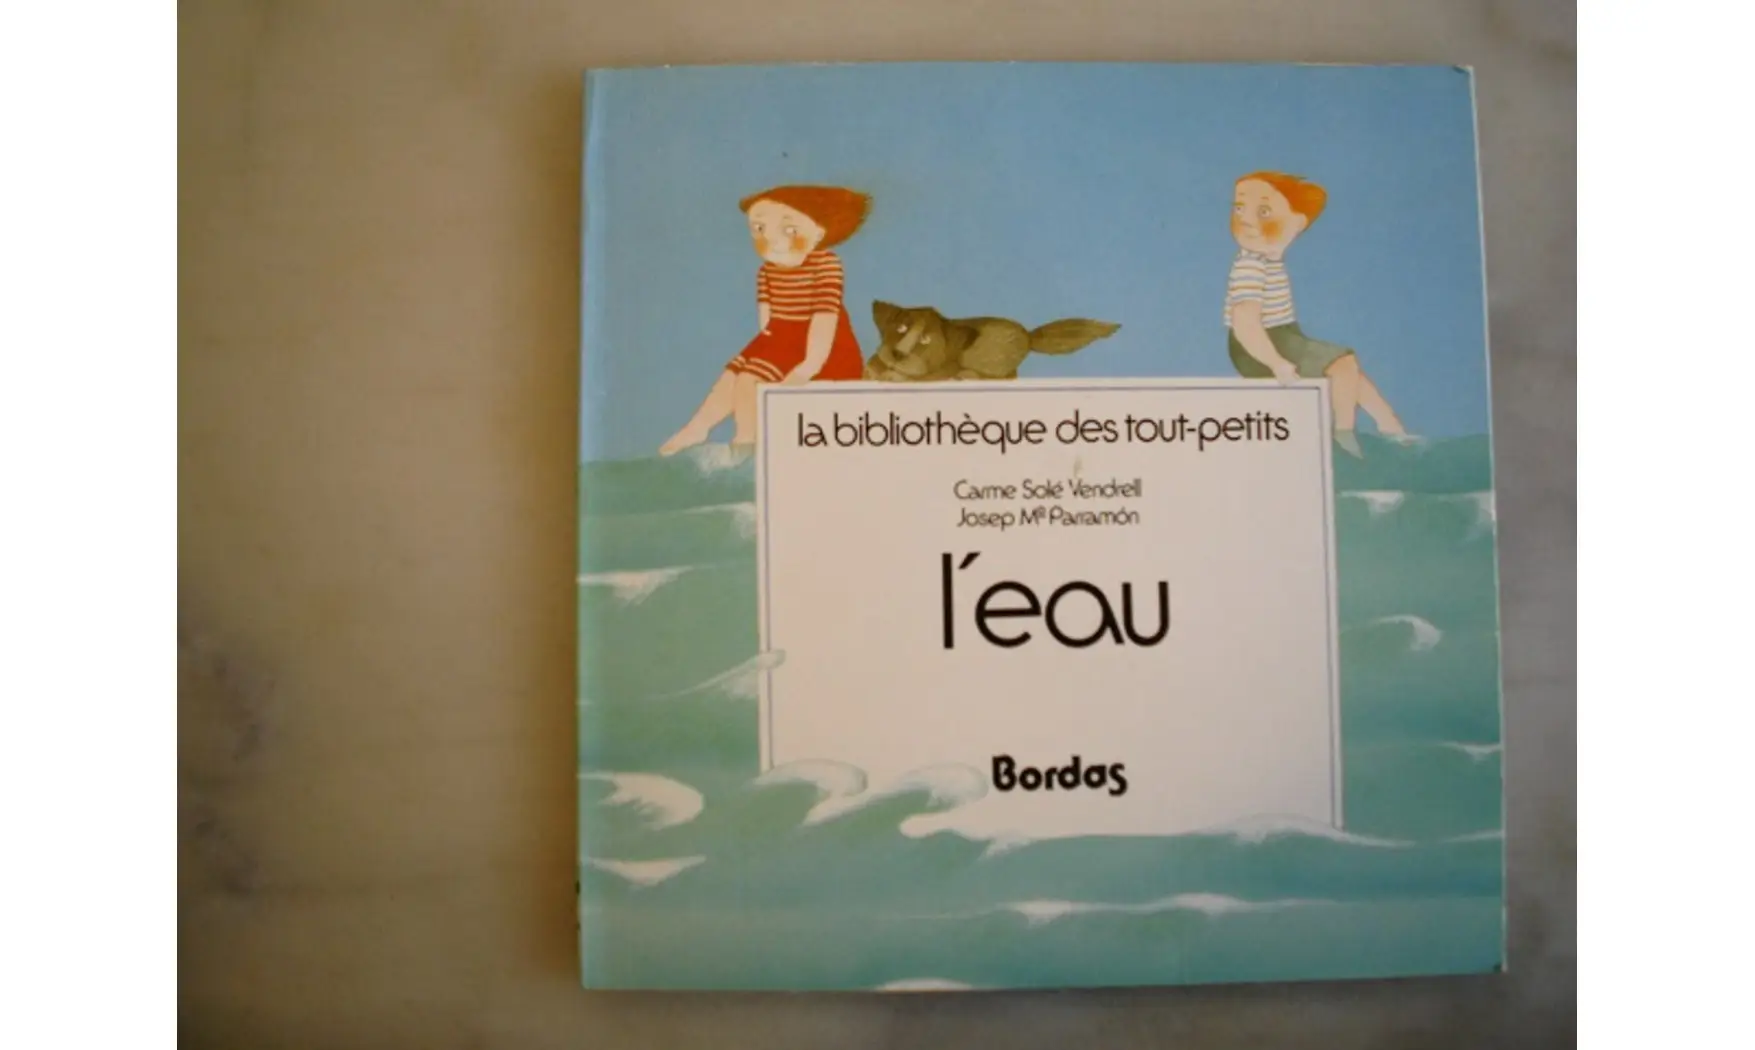 la bibliothèque des tout-petits
Carme Solé Vendrell
Josep Mª Parramón
l'eau
Bordas